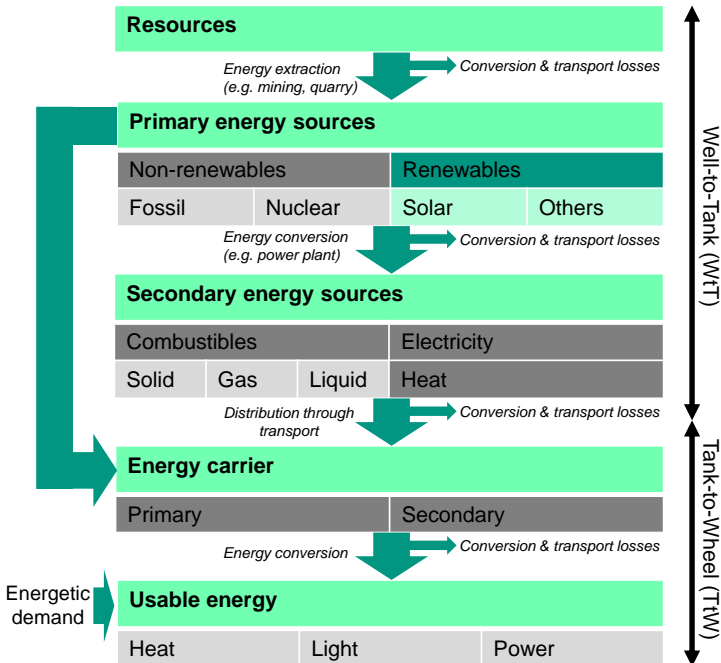 Resources
Energy extraction
(e.g. mining, quarry)
Conversion & transport losses
Primary energy sources
Non-renewables
Renewables
Fossil
Nuclear
Solar
Others
Energy conversion
(e.g. power plant)
Conversion & transport losses
Secondary energy sources
Combustibles
Electricity
Solid
Gas
Liquid
Heat
Distribution through
transport
Conversion & transport losses
Energy carrier
Primary
Secondary
Energy conversion
Conversion & transport losses
Energetic
demand
Usable energy
Heat
Light
Power
Well-to-Tank (WtT)
Tank-to-Wheel (TtW)